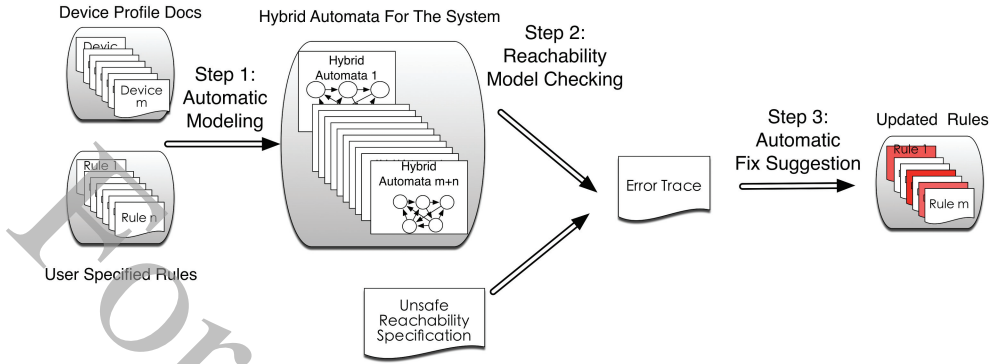 Device Profile Docs
Devic
Device
m
Rule 1
Rule n
User Specified Rules
Step 1:
Automatic
Modeling
Hybrid Automata For The System
Hybrid
Automata 1
Hybrid
Automata m+n
Step 2:
Reachability
Model Checking
Unsafe
Reachability
Specification
Error Trace
Step 3:
Automatic
Fix Suggestion
Updated Rules
Rule 1
Rule m
For